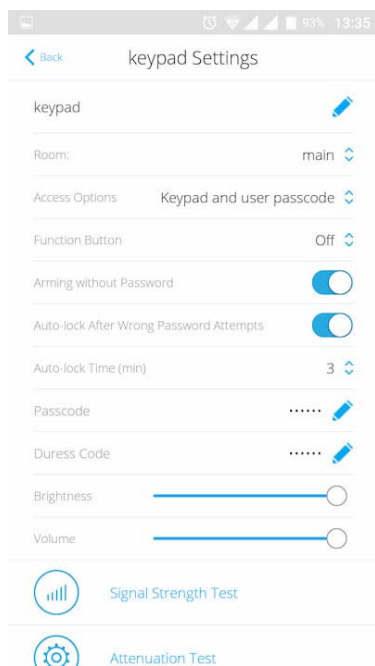 93% 13:35
Back keypad Settings
keypad
Room: main
Access Options Keypad and user passcode
Function Button Off
Arming without Password
Auto-lock After Wrong Password Attempts
Auto-lock Time (min) 3
Passcode ······
Duress Code ······
Brightness
Volume
Signal Strength Test
Attenuation Test